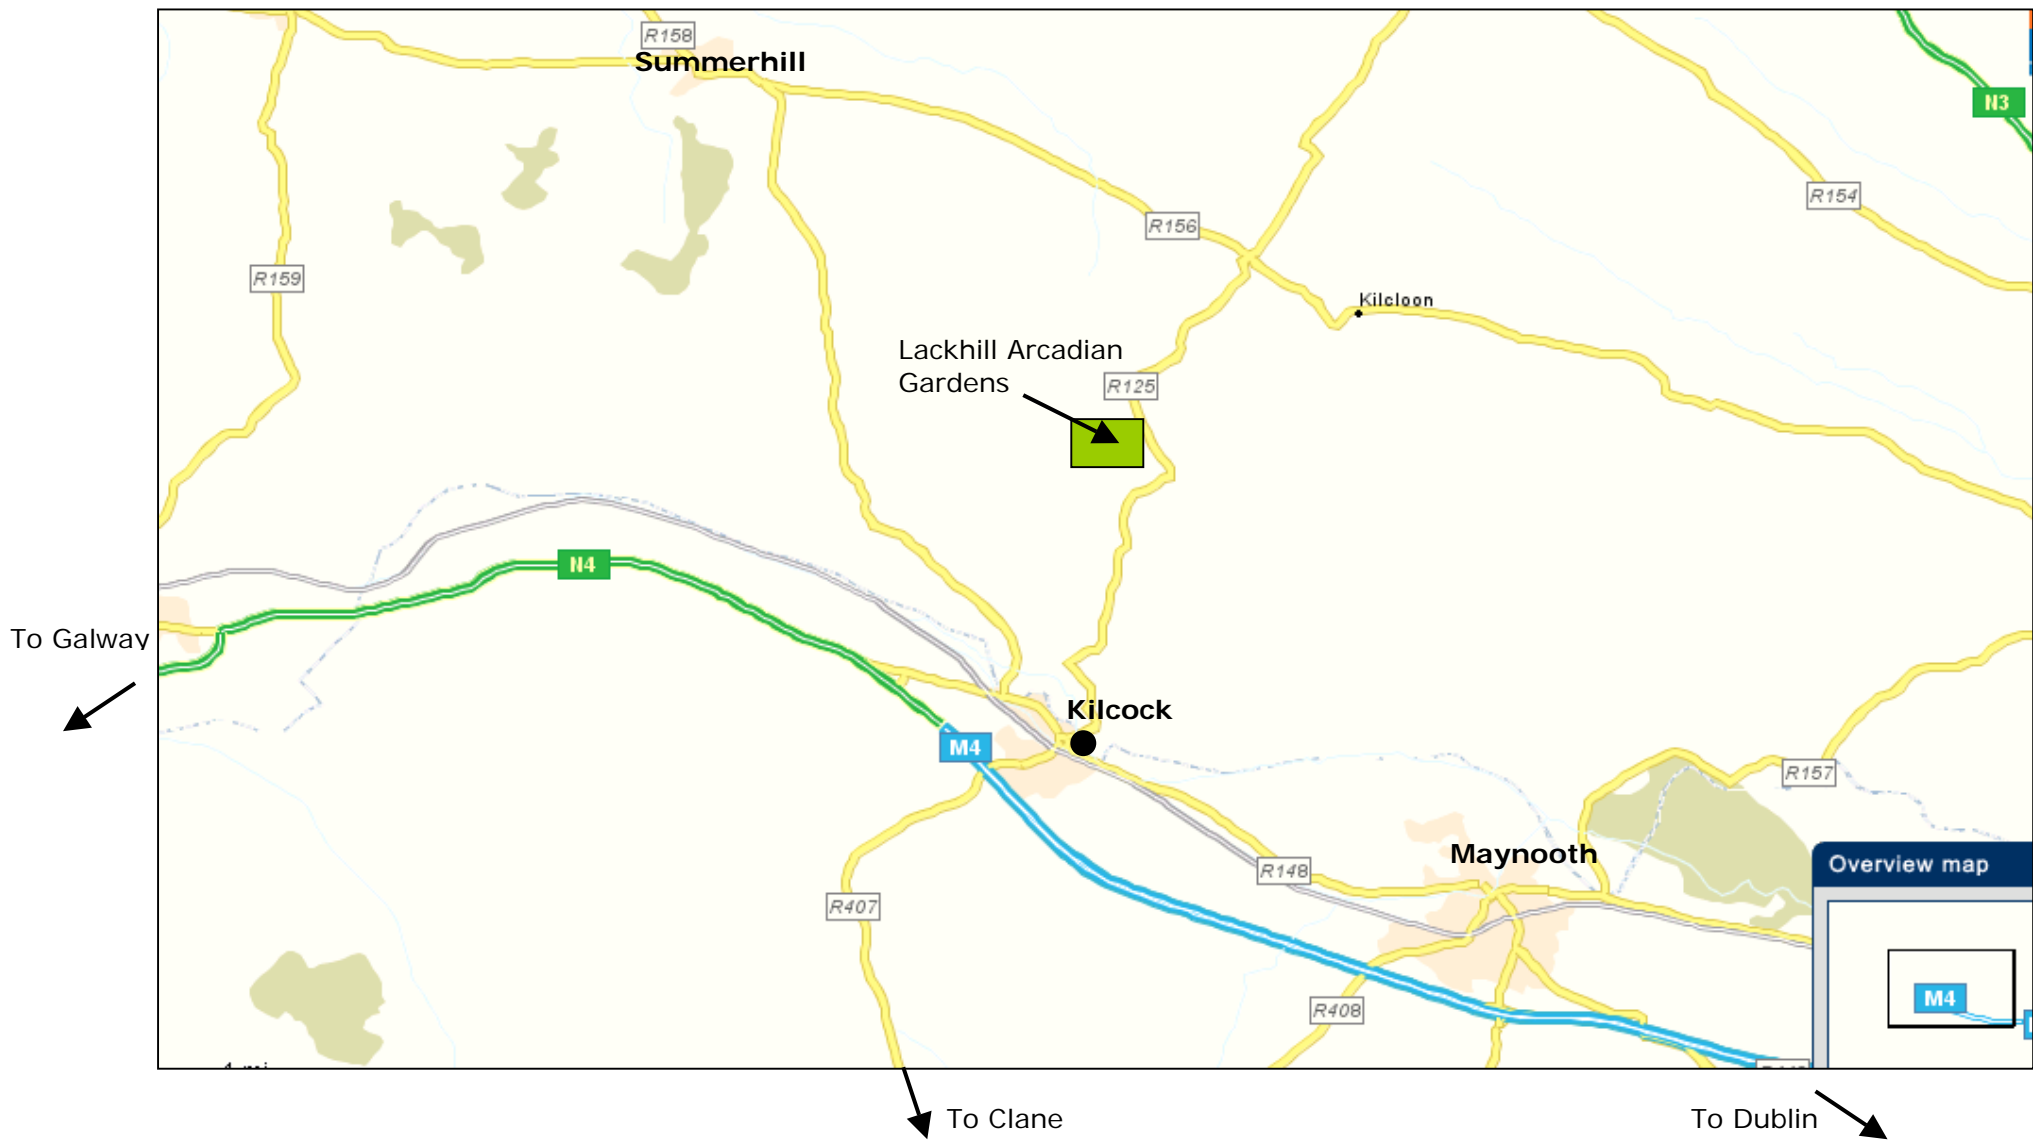 R158
Summerhill
N3
R154
R156
R159
Kilcloon
Lackhill Arcadian
Gardens
R125
N4
To Galway
Kilcock
M4
R157
Maynooth
Overview map
R148
R407
M4
R408
To Clane
To Dublin